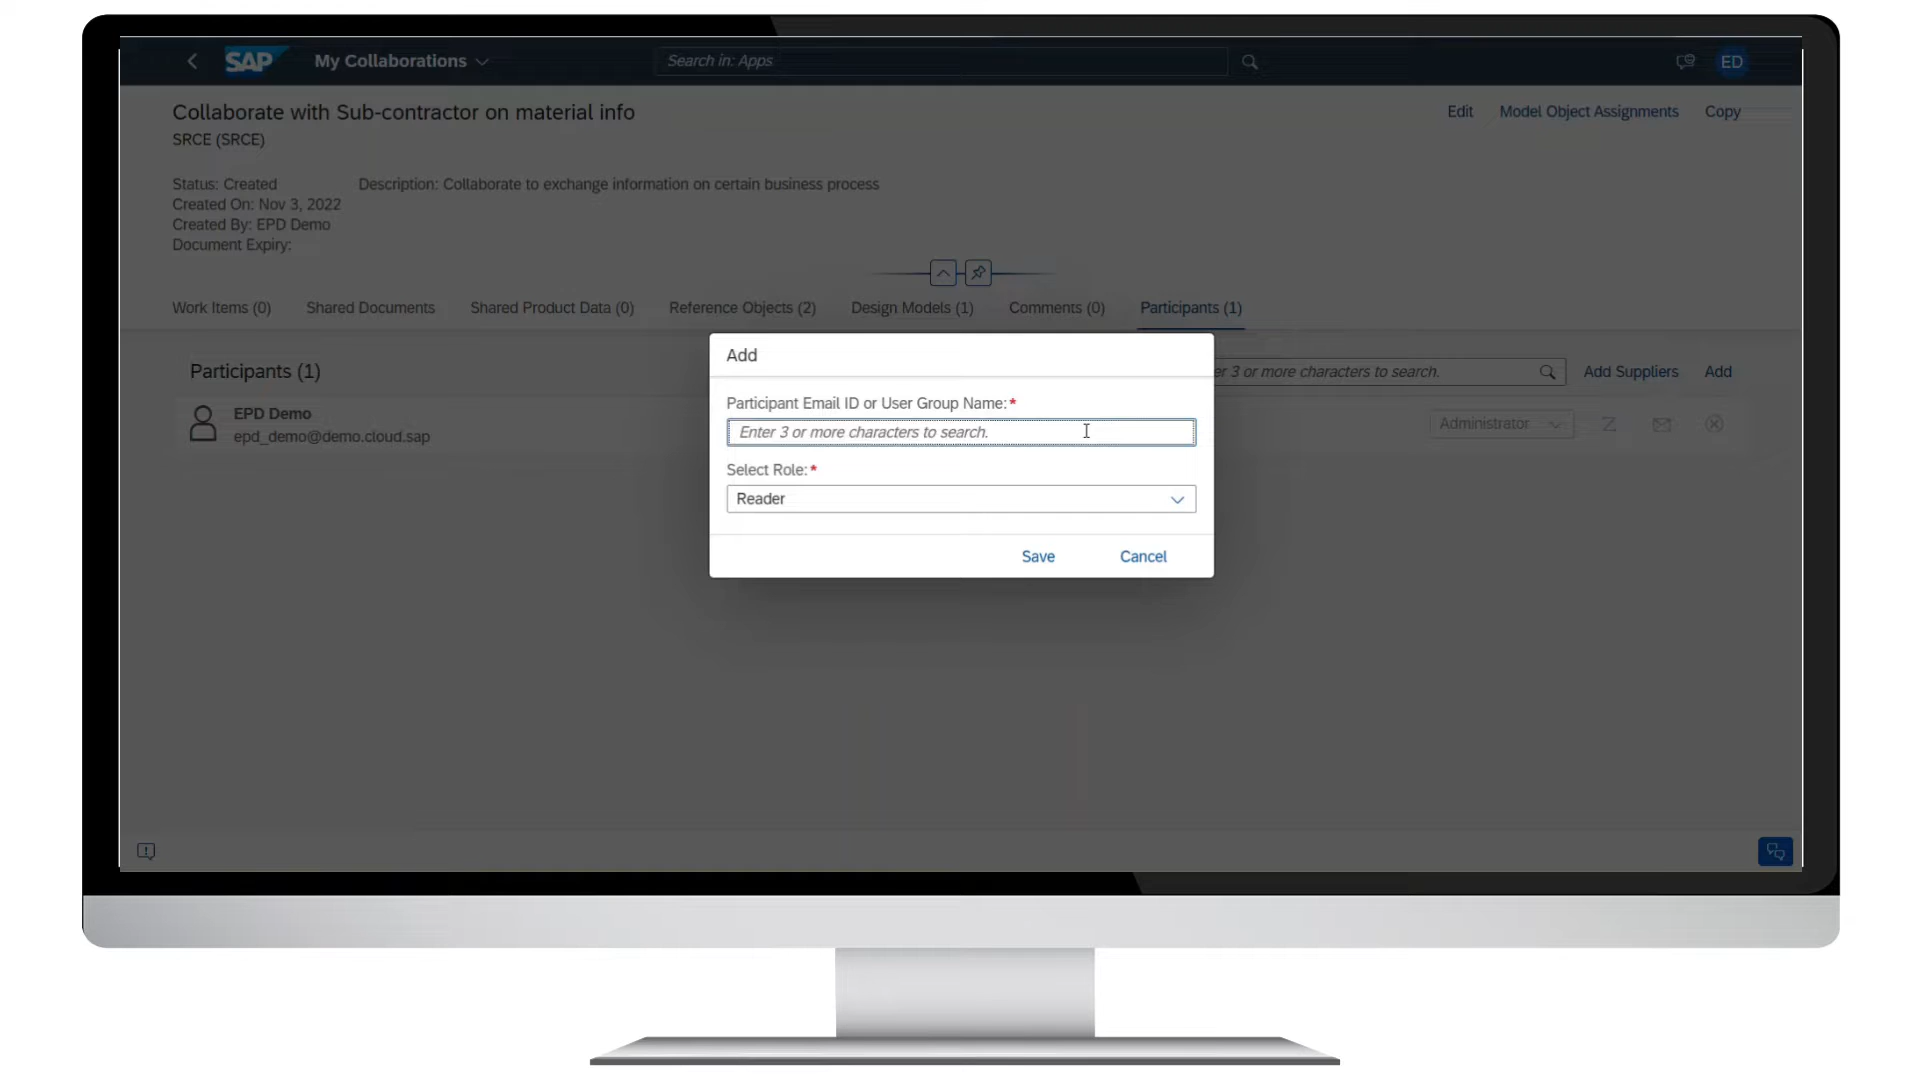 SAP My Collaborations Search in: Apps ED
Collaborate with Sub-contractor on material info Edit Model Object Assignments Copy
SRCE (SRCE)
Status: Created Description: Collaborate to exchange information on certain business process
Created On: Nov 3, 2022
Created By: EPD Demo
Document Expiry:
Work Items (0) Shared Documents Shared Product Data (0) Reference Objects (2) Design Models (1) Comments (0) Participants (1)
Add
Participants (1) er 3 or more characters to search. Add Suppliers Add
Participant Email ID or User Group Name:*
EPD Demo
epd_demo@demo.cloud.sap Administrator
Enter 3 or more characters to search.
Select Role:*
Reader
Save Cancel